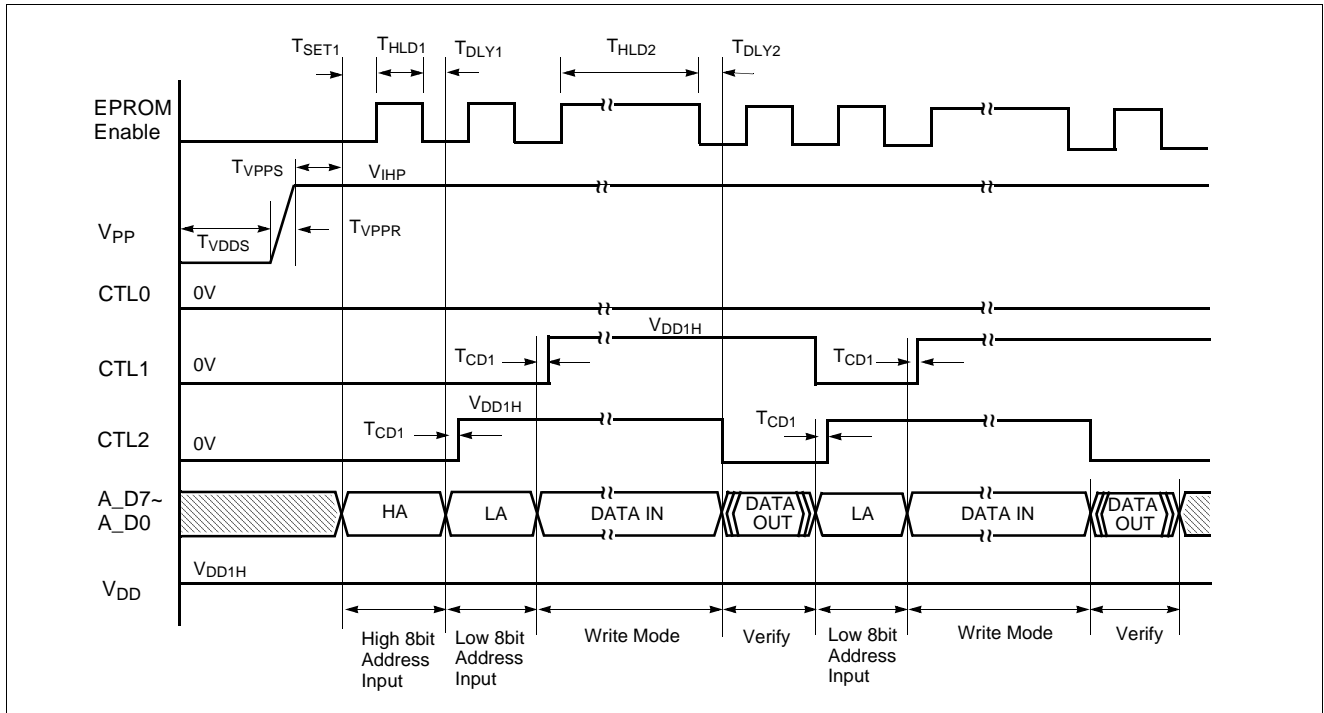 TSET1
THLD1
TDLY1
THLD2
TDLY2
EPROM
Enable
TVPPS
VIHP
VPP
TVDDS
TVPPR
CTL0
0V
VDD1H
CTL1
0V
TCD1
TCD1
VDD1H
CTL2
0V
TCD1
TCD1
A_D7~
A_D0
HA
LA
DATA IN
DATA
OUT
LA
DATA IN
DATA
OUT
VDD
VDD1H
High 8bit
Address
Input
Low 8bit
Address
Input
Write Mode
Verify
Low 8bit
Address
Input
Write Mode
Verify